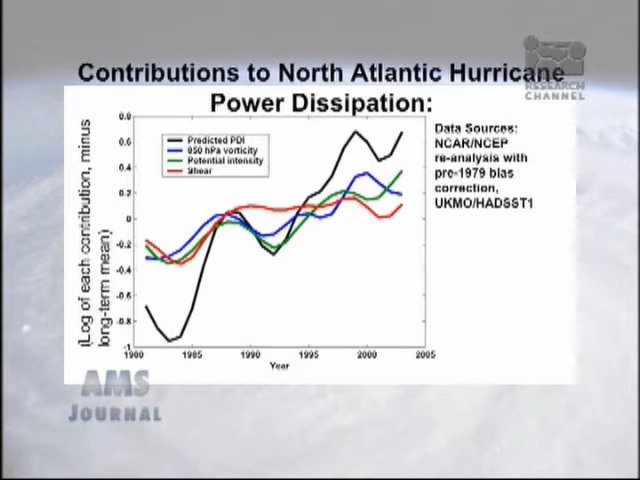 Contributions to North Atlantic Hurricane
RESEARCH
CHANNEL
Power Dissipation:
(Log of each contribution, minus
long-term mean)
0.8
0.6
0.4
0.2
0
-0.2
-0.4
-0.6
-0.8
-1
Predicted PDI
850 hPa vorticity
Potential intensity
Shear
1980
1985
1990
1995
2000
2005
Year
Data Sources:
NCAR/NCEP
re-analysis with
pre-1979 bias
correction,
UKMO/HADSST1
AMS
JOURNAL